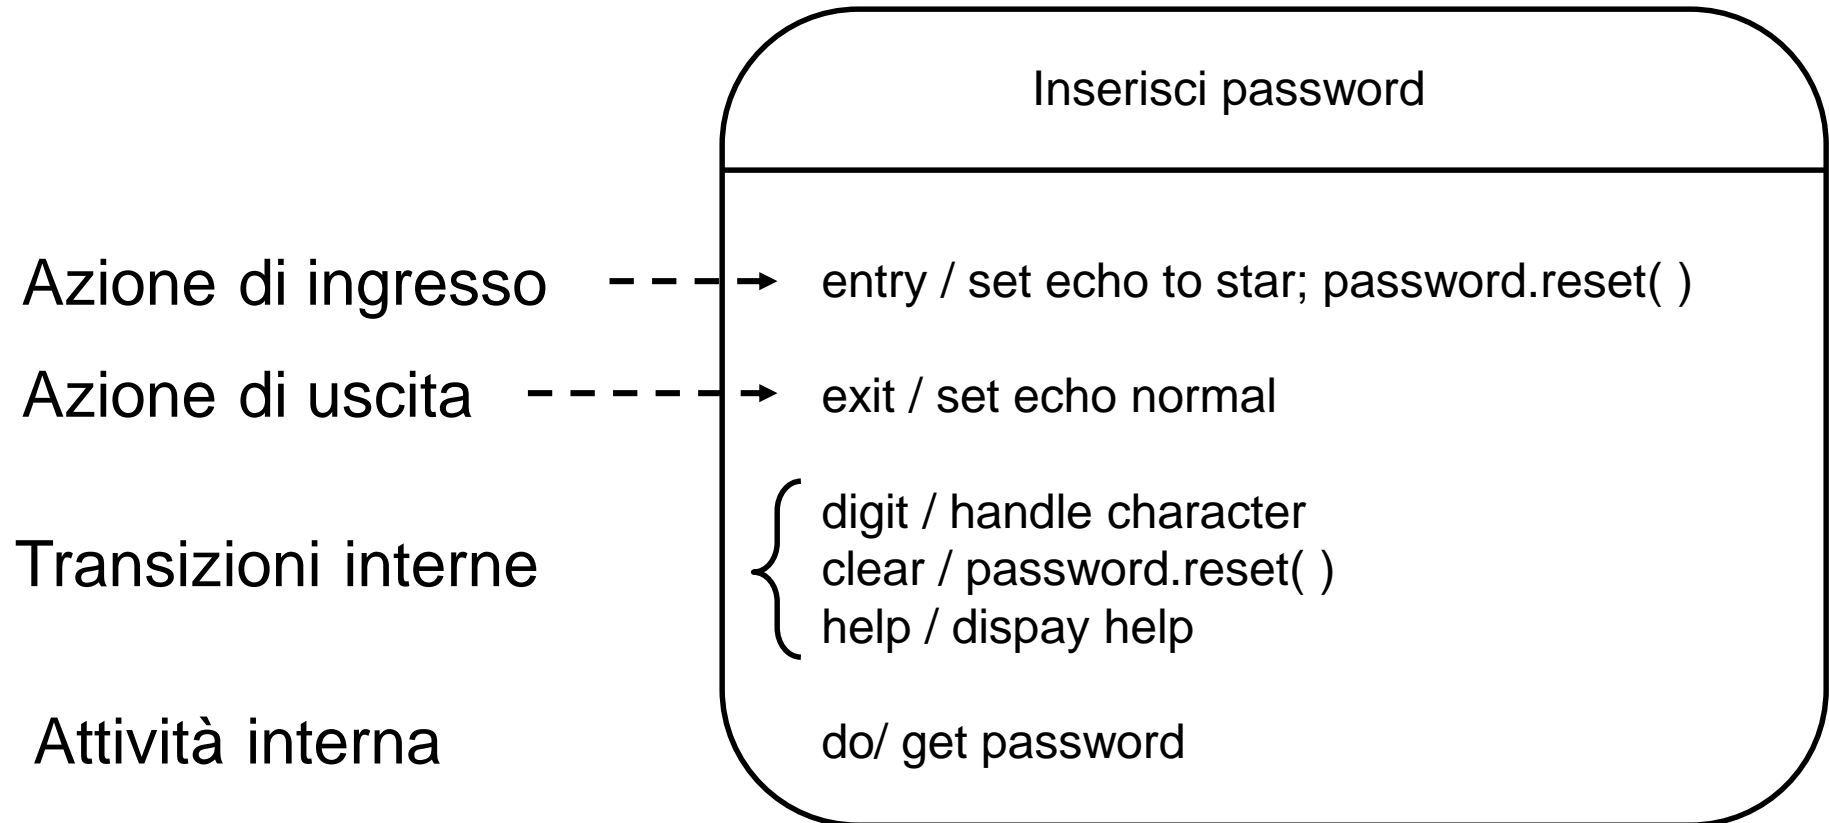 Inserisci password
Azione di ingresso
entry / set echo to star; password.reset( )
Azione di uscita
exit / set echo normal
Transizioni interne
digit / handle character
clear / password.reset( )
help / dispay help
Attività interna
do/ get password